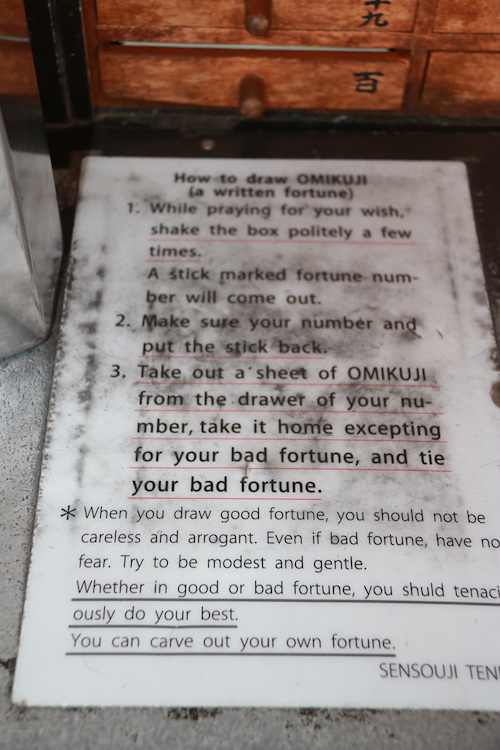 十九
百
How to draw OMIKUJI
(a written fortune)
1. While praying for your wish,
shake the box politely a few
times.
A stick marked fortune num-
ber will come out.
2. Make sure your number and
put the stick back.
3. Take out a sheet of OMIKUJI
from the drawer of your nu-
mber, take it home excepting
for your bad fortune, and tie
your bad fortune.
* When you draw good fortune, you should not be
careless and arrogant. Even if bad fortune, have no
fear. Try to be modest and gentle.
Whether in good or bad fortune, you shuld tenaci
ously do your best.
You can carve out your own fortune.
SENSOUJI TEN